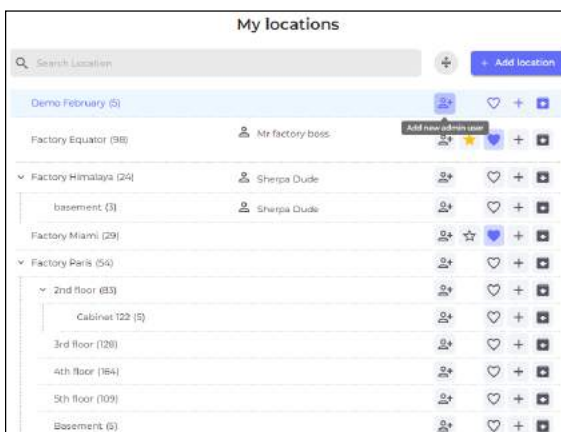 My locations
Search Location
+ Add location
Demo February (5)
Add new admin user
Factory Equator (98) Mr factory boss
Factory Himalaya (24) Sherpa Dude
basement (3) Sherpa Dude
Factory Miami (29)
Factory Paris (54)
2nd floor (83)
Cabinet 122 (5)
3rd floor (128)
4th floor (164)
5th floor (109)
Basement (5)